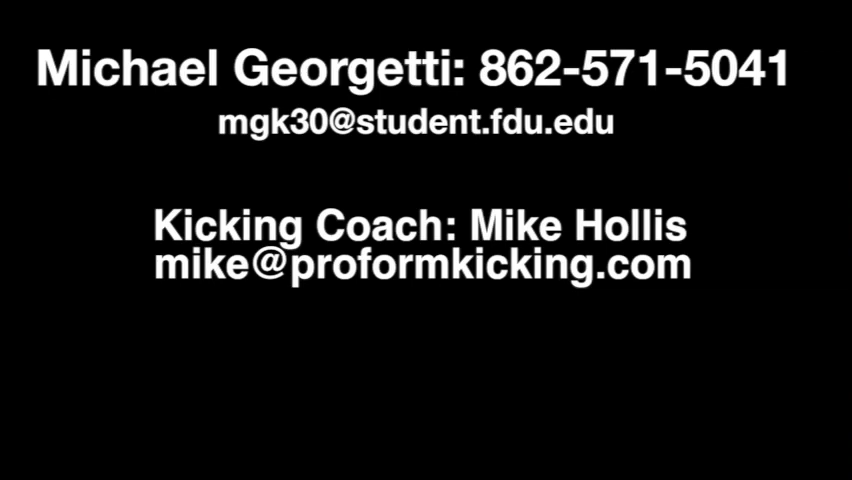 Michael Georgetti: 862-571-5041
mgk30@student.fdu.edu
Kicking Coach: Mike Hollis
mike@proformkicking.com